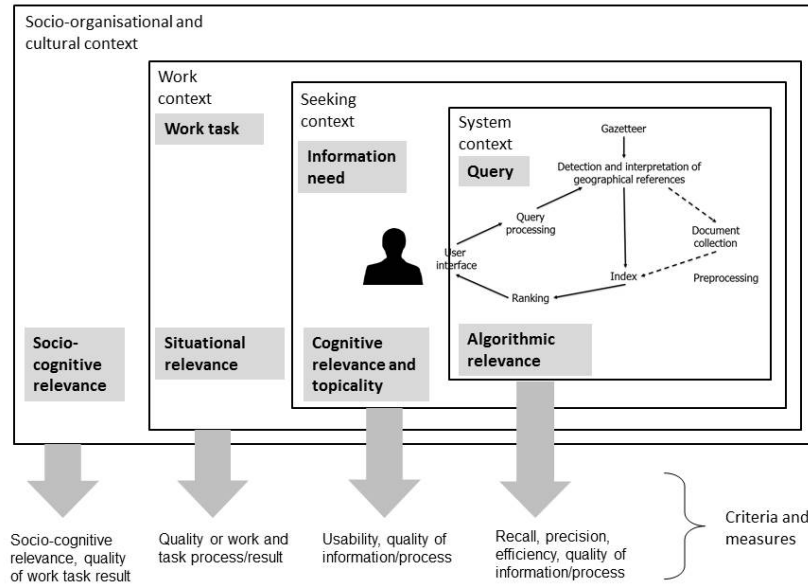 Socio-organisational and
cultural context
Work
context
Work task
Seeking
context
Information
need
System
context
Query
Gazetteer
Detection and interpretation of
geographical references
Query
processing
Document
collection
User
interface
Index
Preprocessing
Ranking
Socio-
cognitive
relevance
Situational
relevance
Cognitive
relevance and
topicality
Algorithmic
relevance
Socio-cognitive
relevance, quality
of work task result
Quality or work and
task process/result
Usability, quality of
information/process
Recall, precision,
efficiency, quality of
information/process
Criteria and
measures